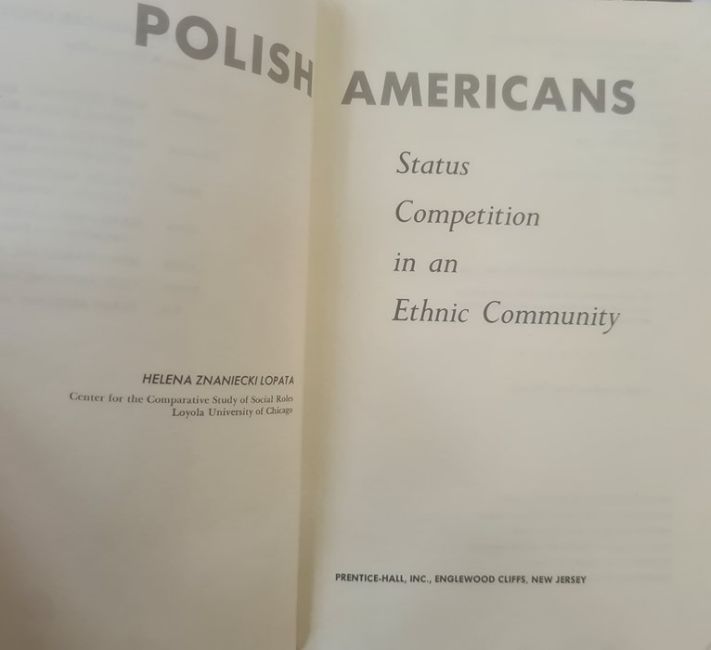 POLISH AMERICANS
Status
Competition
in an
Ethnic Community
HELENA ZNANIECKI LOPATA
Center for the Comparative Study of Social Roles
Loyola University of Chicago
PRENTICE-HALL, INC., ENGLEWOOD CLIFFS, NEW JERSEY